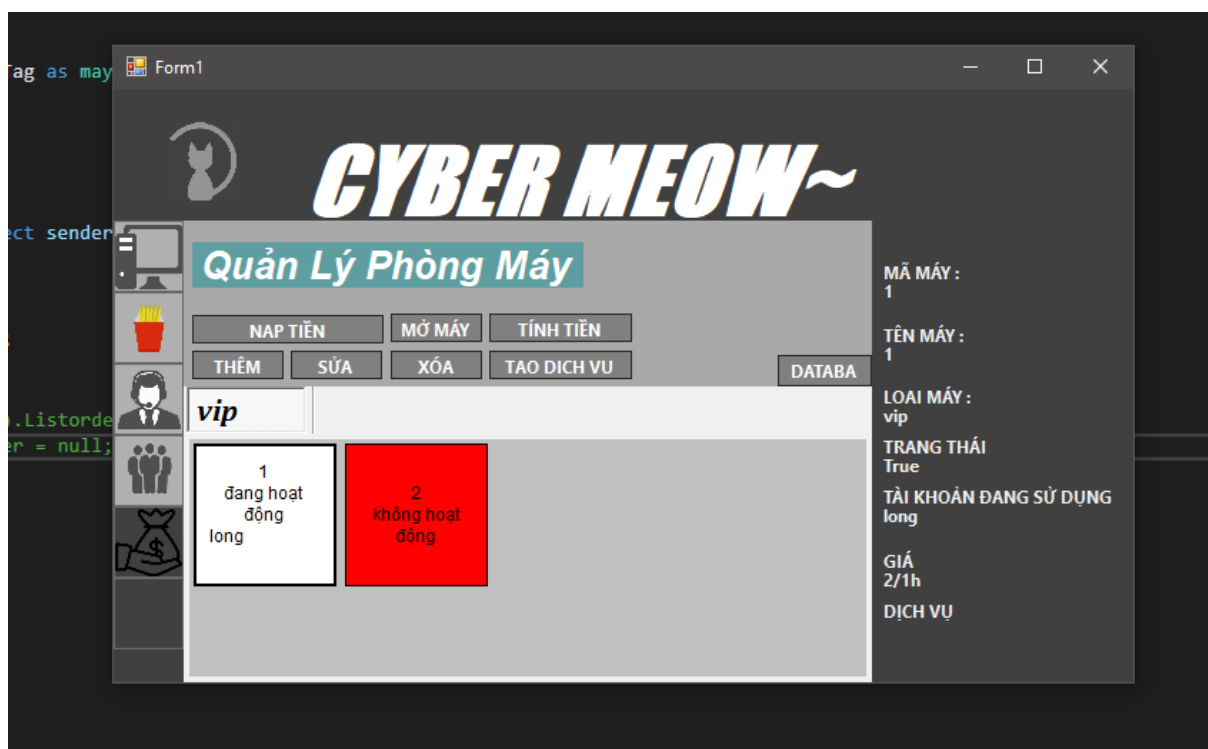 Tag as may
Form1
CYBER MEOW~
ect sender
Quản Lý Phòng Máy
NAP TIỀN
MỞ MÁY
TÍNH TIỀN
THÊM
SỬA
XÓA
TAO DICH VU
DATABA
vip
1
đang hoạt
động
long
2
không hoạt
động
MÃ MÁY :
1
TÊN MÁY :
1
LOAI MÁY :
vip
TRANG THÁI
True
TÀI KHOẢN ĐANG SỬ DỤNG
long
GIÁ
2/1h
DỊCH VỤ
.Listorde
er = null;